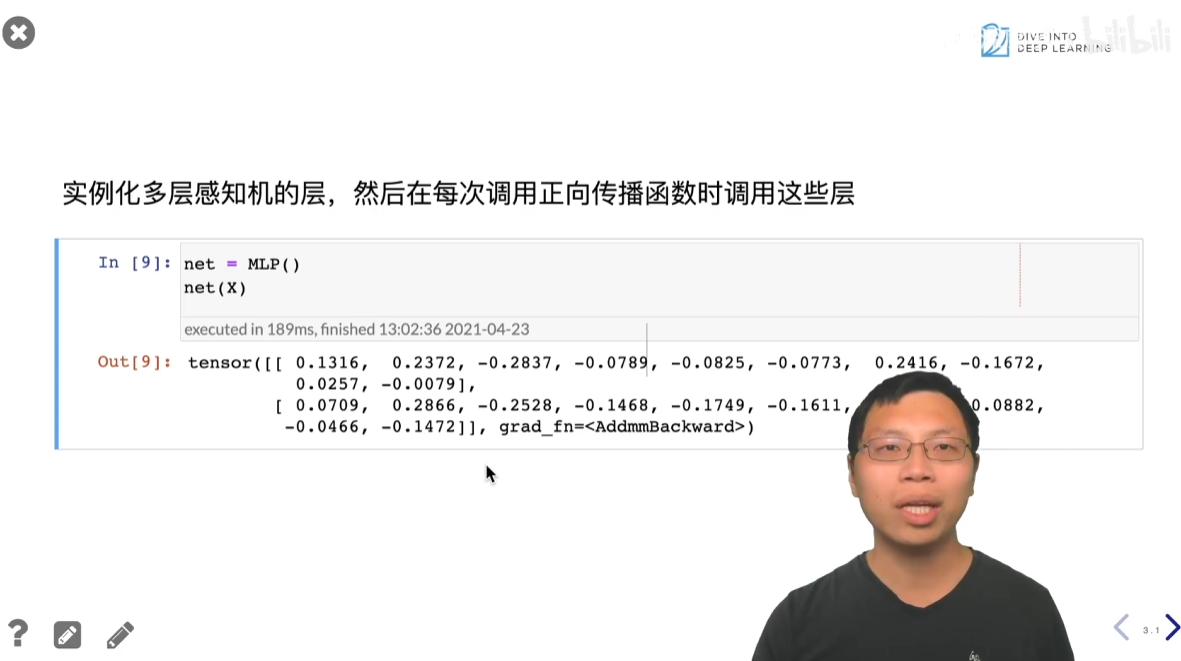 DIVE INTO
DEEP LEARNING
bilibili
实例化多层感知机的层，然后在每次调用正向传播函数时调用这些层
In [9]: net = MLP()
net(X)
executed in 189ms, finished 13:02:36 2021-04-23
Out[9]: tensor([[ 0.1316,  0.2372, -0.2837, -0.0789, -0.0825, -0.0773,  0.2416, -0.1672,
0.0257, -0.0079],
[ 0.0709,  0.2866, -0.2528, -0.1468, -0.1749, -0.1611, 0.0882,
-0.0466, -0.1472]], grad_fn=<AddmmBackward>)
?
3.1